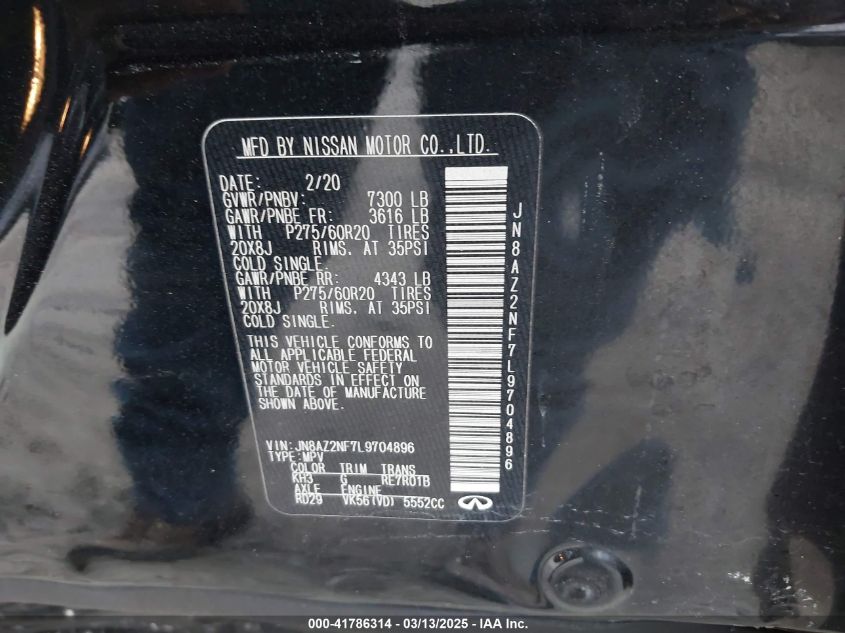 MFD BY NISSAN MOTOR CO.,LTD.
DATE: 2/20
GVWR/PNBV: 7300 LB
GAWR/PNBE FR: 3616 LB
WITH P275/60R20 TIRES
20X8J RIMS. AT 35PSI
COLD SINGLE.
GAWR/PNBE RR: 4343 LB
WITH P275/60R20 TIRES
20X8J RIMS. AT 35PSI
COLD SINGLE.
THIS VEHICLE CONFORMS TO
ALL APPLICABLE FEDERAL
MOTOR VEHICLE SAFETY
STANDARDS IN EFFECT ON
THE DATE OF MANUFACTURE
SHOWN ABOVE.
VIN:JN8AZ2NF7L9704896
TYPE:MPV
COLOR TRIM TRANS
KH3 G RE7R01B
AXLE ENGINE
RD29 VK56(VD) 5552CC
JN8AZ2NF7L9704896
000-41786314 - 03/13/2025 - IAA Inc.